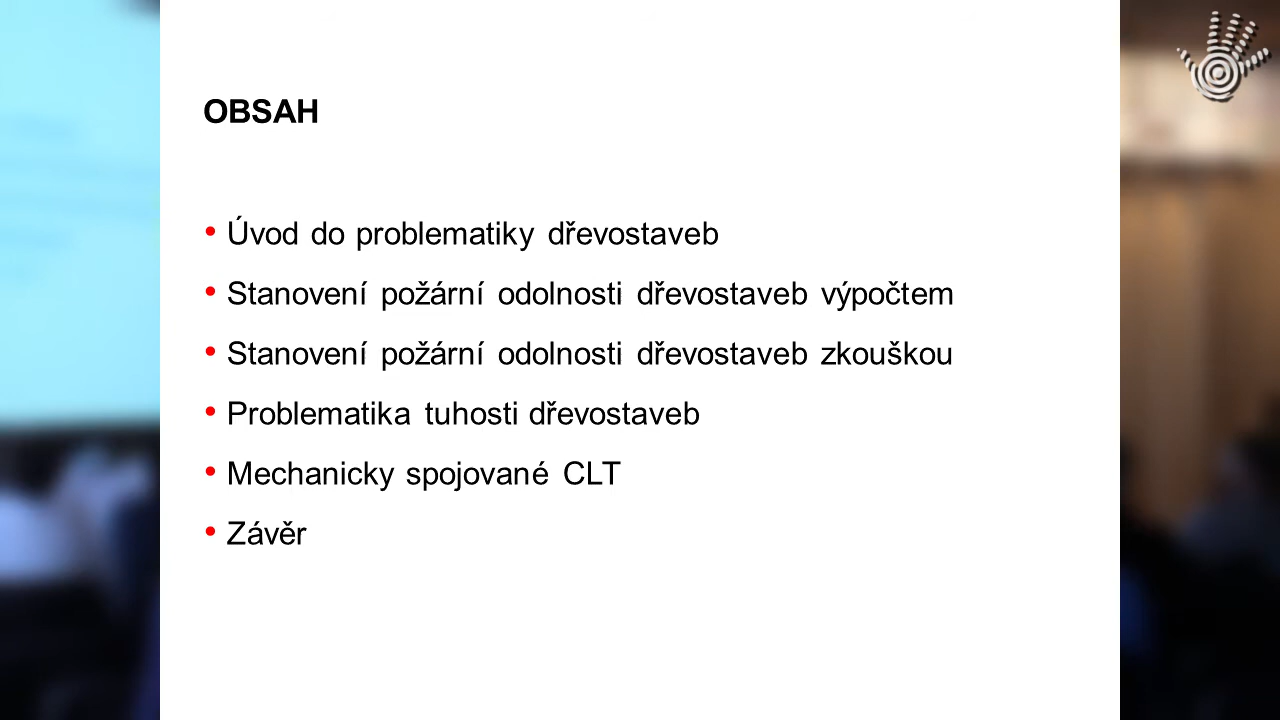 OBSAH
• Úvod do problematiky dřevostaveb
• Stanovení požární odolnosti dřevostaveb výpočtem
• Stanovení požární odolnosti dřevostaveb zkouškou
• Problematika tuhosti dřevostaveb
• Mechanicky spojované CLT
• Závěr